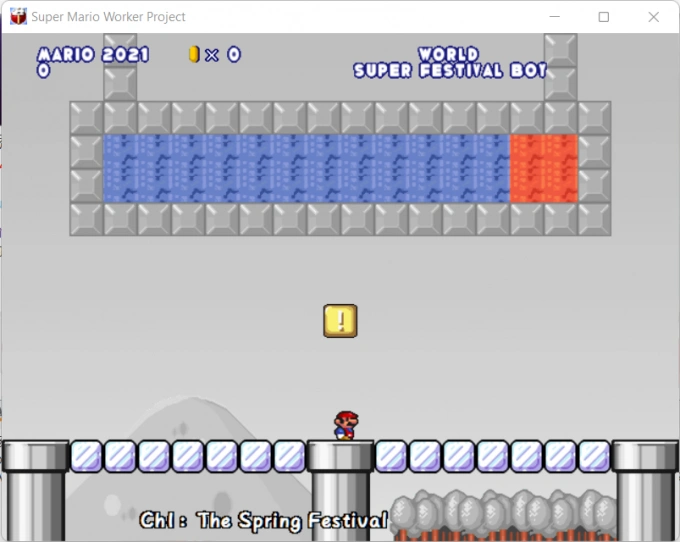 Super Mario Worker Project
MARIO 2021
0
× 0
WORLD
SUPER FESTIVAL BOT
!
Ch1 : The Spring Festival